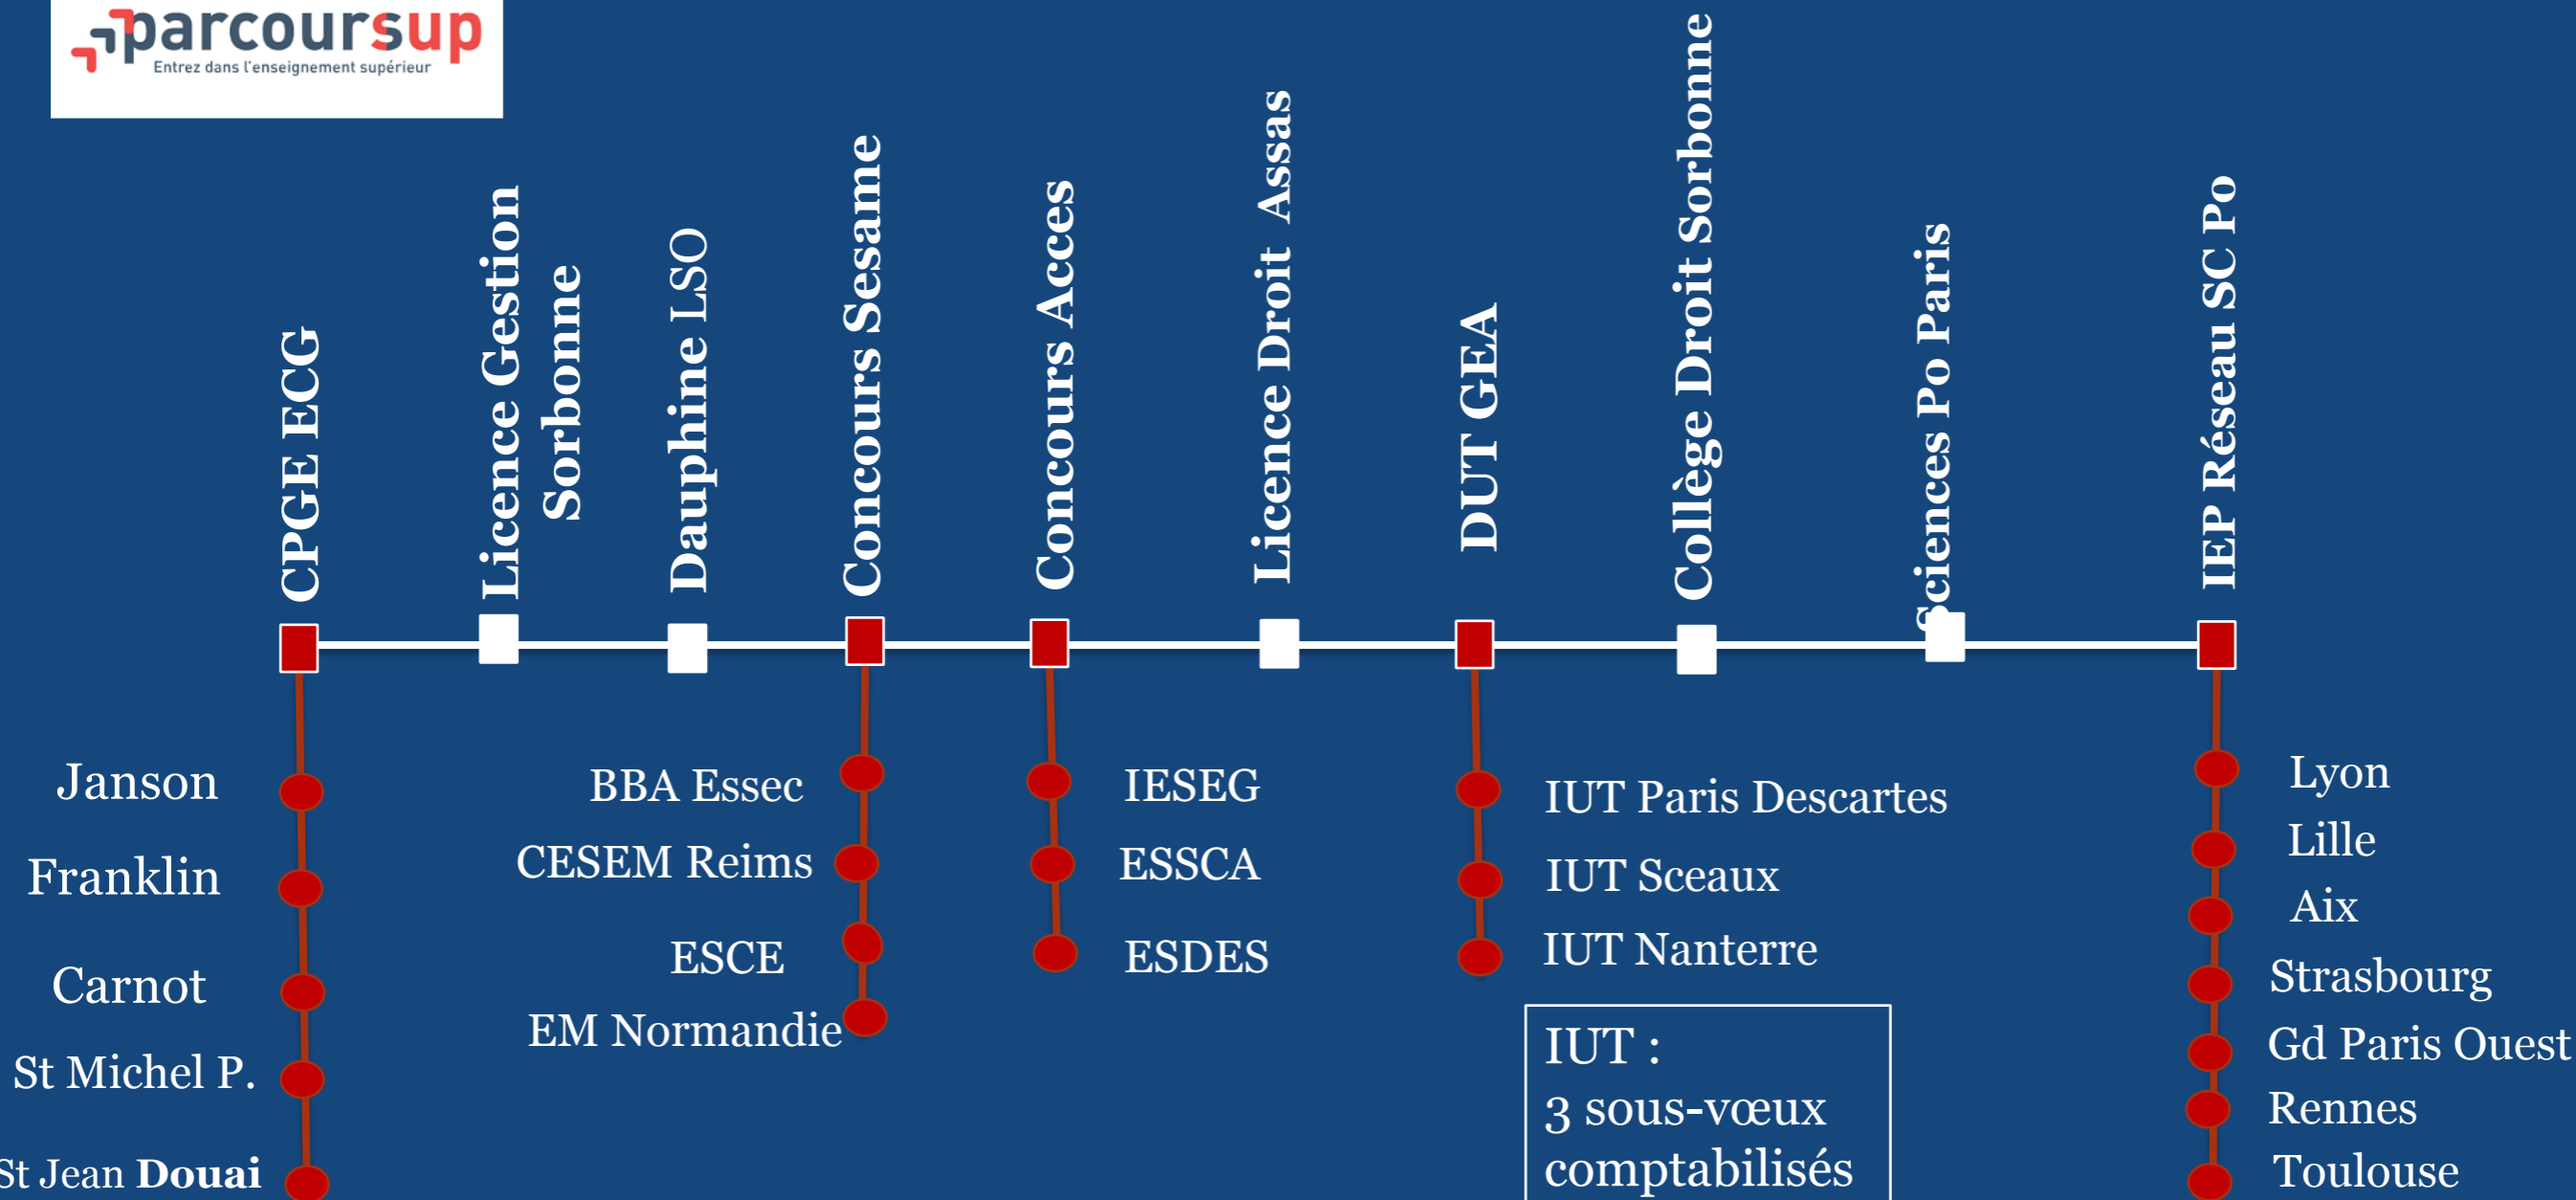 parcoursup
Entrez dans l'enseignement supérieur
CPGE ECG
Licence Gestion
Sorbonne
Dauphine LSO
Concours Sesame
Concours Acces
Licence Droit Assas
DUT GEA
Collège Droit Sorbonne
Sciences Po Paris
IEP Réseau SC Po
Janson
Franklin
Carnot
St Michel P.
St Jean Douai
BBA Essec
CESEM Reims
ESCE
EM Normandie
IESEG
ESSCA
ESDES
IUT Paris Descartes
IUT Sceaux
IUT Nanterre
IUT :
3 sous-vœux
comptabilisés
Lyon
Lille
Aix
Strasbourg
Gd Paris Ouest
Rennes
Toulouse